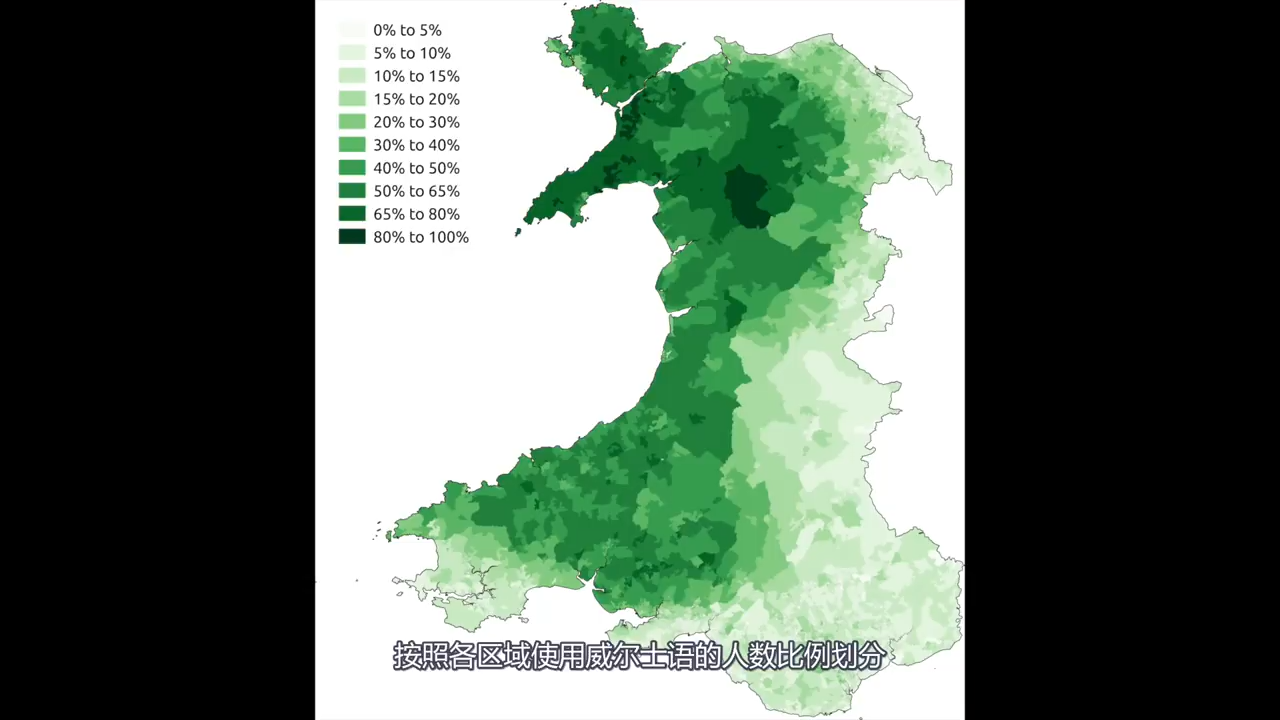 0% to 5%
5% to 10%
10% to 15%
15% to 20%
20% to 30%
30% to 40%
40% to 50%
50% to 65%
65% to 80%
80% to 100%
按照各区域使用威尔士语的人数比例划分